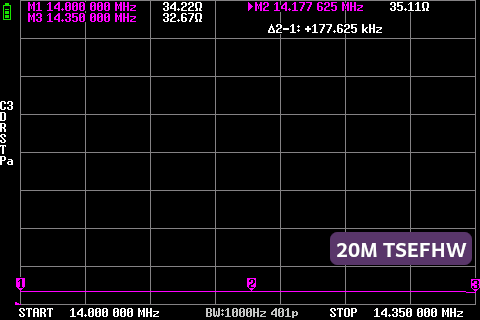 M1 14.000 000 MHz 34.22Ω ▶M2 14.177 625 MHz 35.11Ω
M3 14.350 000 MHz 32.67Ω
Δ2-1: +177.625 kHz
C3
D
R
S
T
Pa
20M TSEFHW
1 2 3
START 14.000 000 MHz BW:1000Hz 401p STOP 14.350 000 MHz